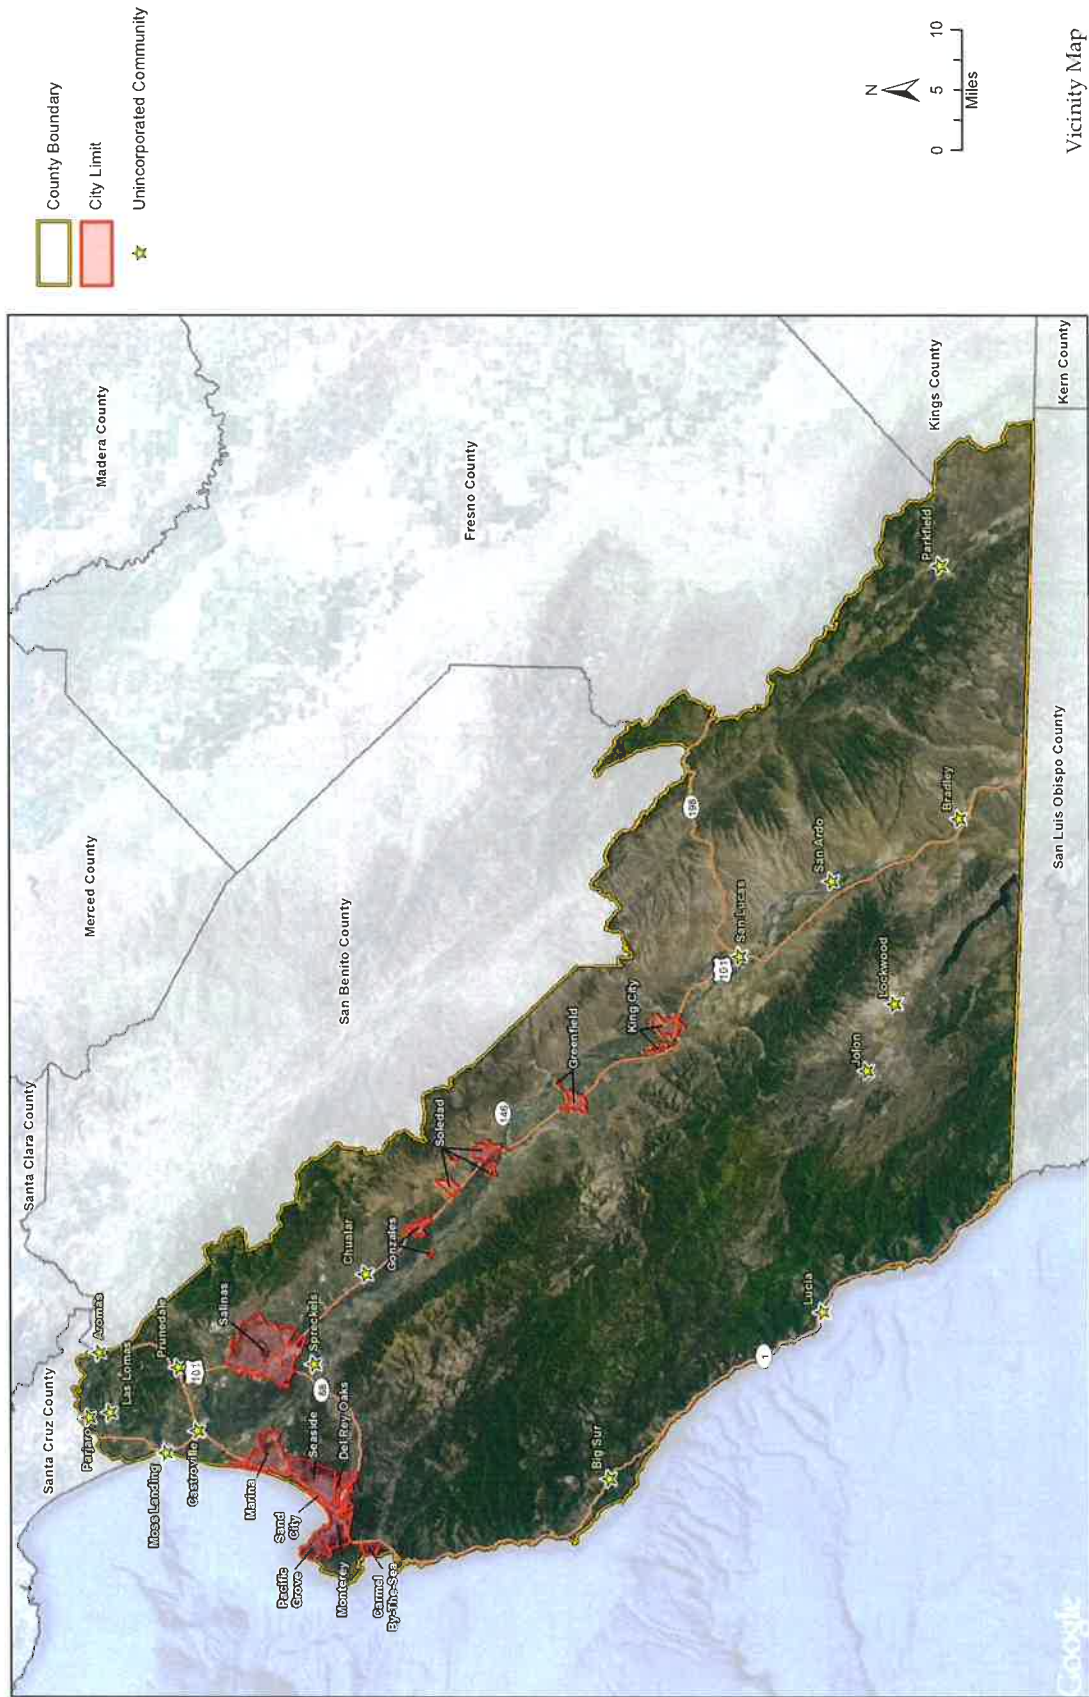 County Boundary
City Limit
Unincorporated Community
Santa Cruz County
Santa Clara County
Merced County
Madera County
San Benito County
Fresno County
Kings County
Kern County
San Luis Obispo County
Pajaro
Las Lomas
Aromas
Moss Landing
Castroville
Prunedale
101
Marina
Salinas
Sand
City
Seaside
Spreckels
68
Del Rey Oaks
Pacific
Grove
Monterey
Carmel
By-The-Sea
Chualar
Gonzales
Soledad
146
Greenfield
King City
101
San Lucas
198
San Ardo
Bradley
Parkfield
Lockwood
Jolon
Big Sur
1
Lucia
Google
N
0
5
10
Miles
Vicinity Map